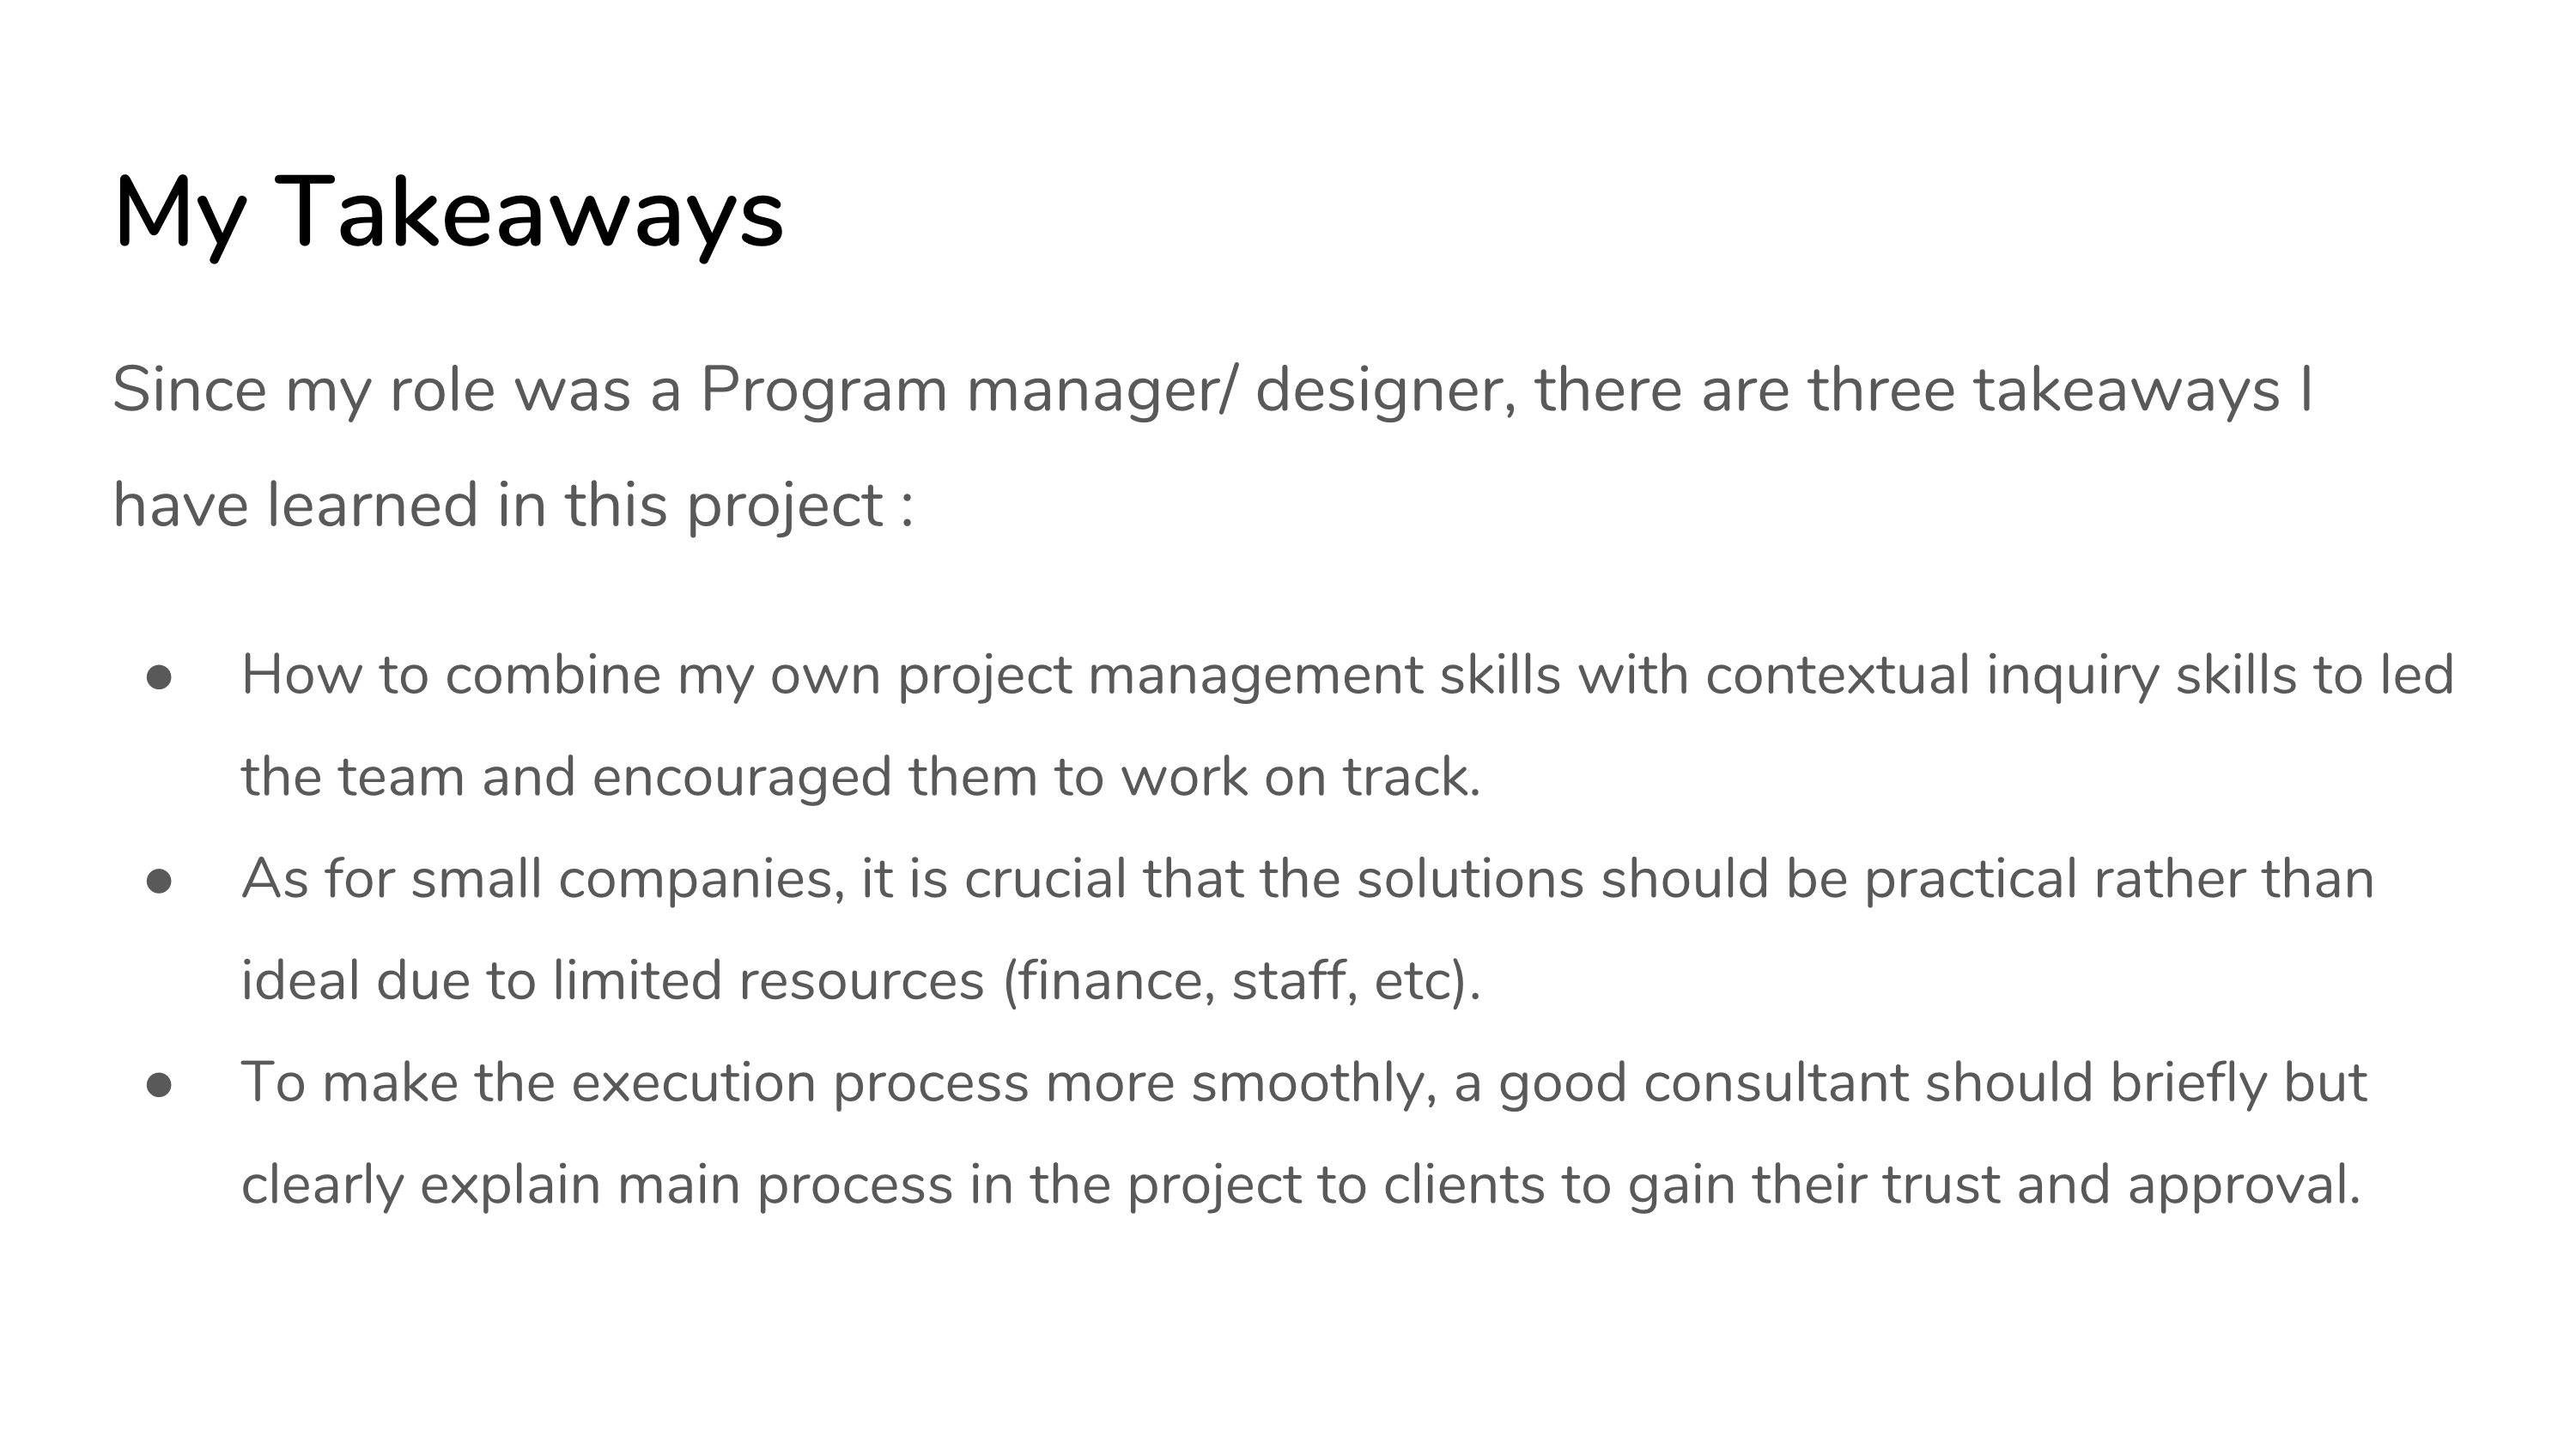 My Takeaways
Since my role was a Program manager/ designer, there are three takeaways I
have learned in this project :
● How to combine my own project management skills with contextual inquiry skills to led
the team and encouraged them to work on track.
● As for small companies, it is crucial that the solutions should be practical rather than
ideal due to limited resources (finance, staff, etc).
● To make the execution process more smoothly, a good consultant should briefly but
clearly explain main process in the project to clients to gain their trust and approval.